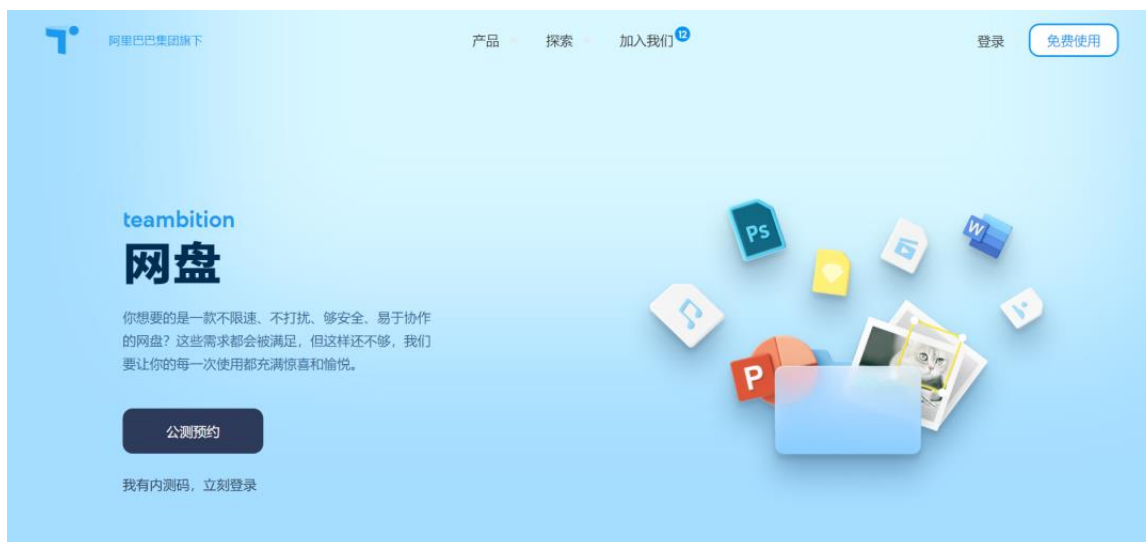 阿里巴巴集团旗下
产品
探索
加入我们 12
登录
免费使用
teambition
网盘
你想要的是一款不限速、不打扰、够安全、易于协作
的网盘？这些需求都会被满足，但这样还不够，我们
要让你的每一次使用都充满惊喜和愉悦。
公测预约
我有内测码，立刻登录
Ps
W
P